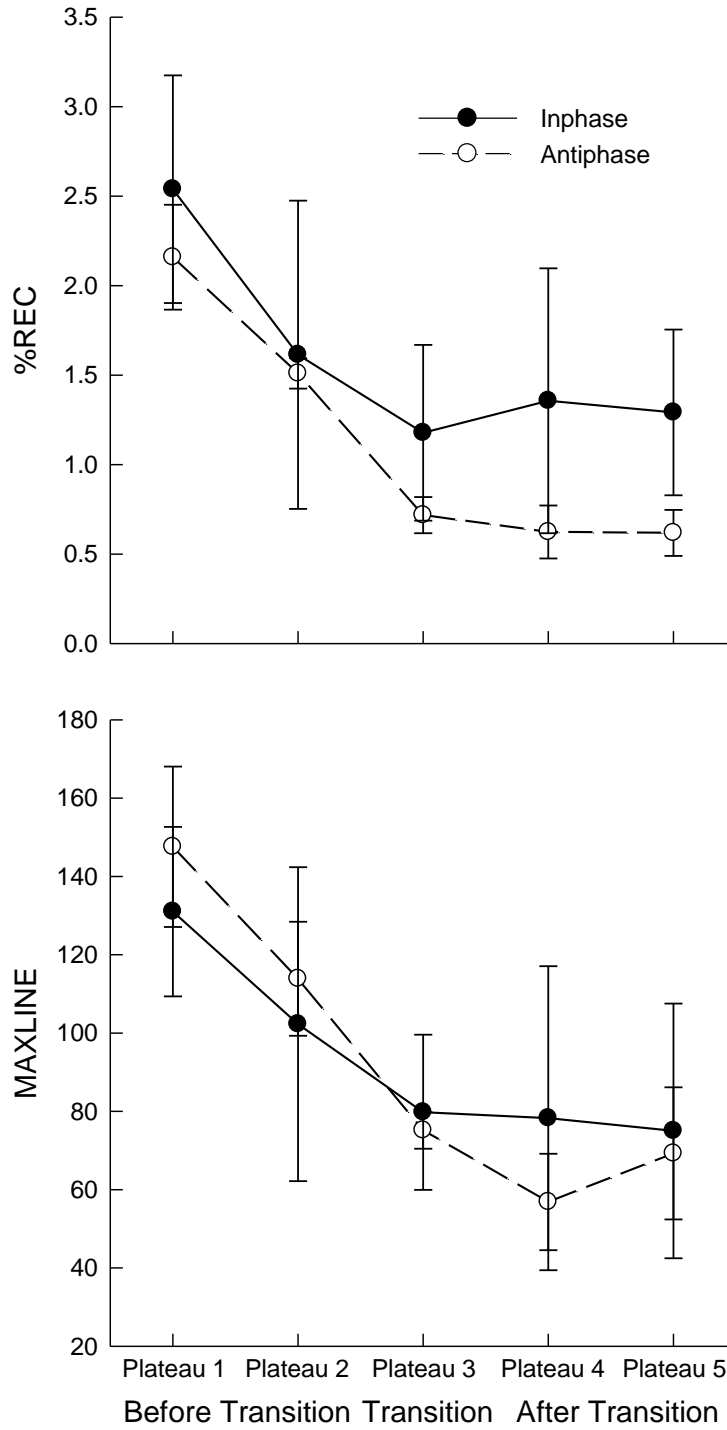 3.5
3.0
2.5
2.0
1.5
1.0
0.5
0.0
%REC
Inphase
Antiphase
180
160
140
120
100
80
60
40
20
MAXLINE
Plateau 1 Plateau 2 Plateau 3 Plateau 4 Plateau 5
Before Transition Transition After Transition